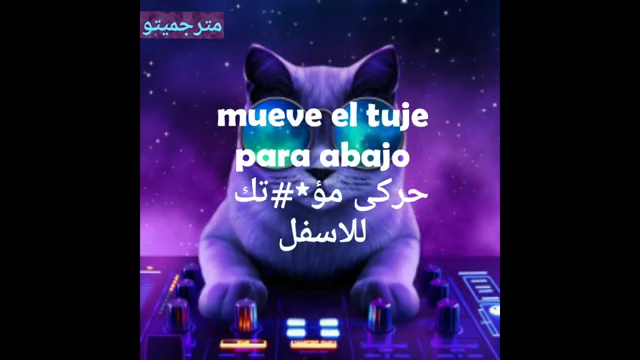 مترجميتو
mueve el tuje
para abajo
حركى مؤ*#تك
للاسفل